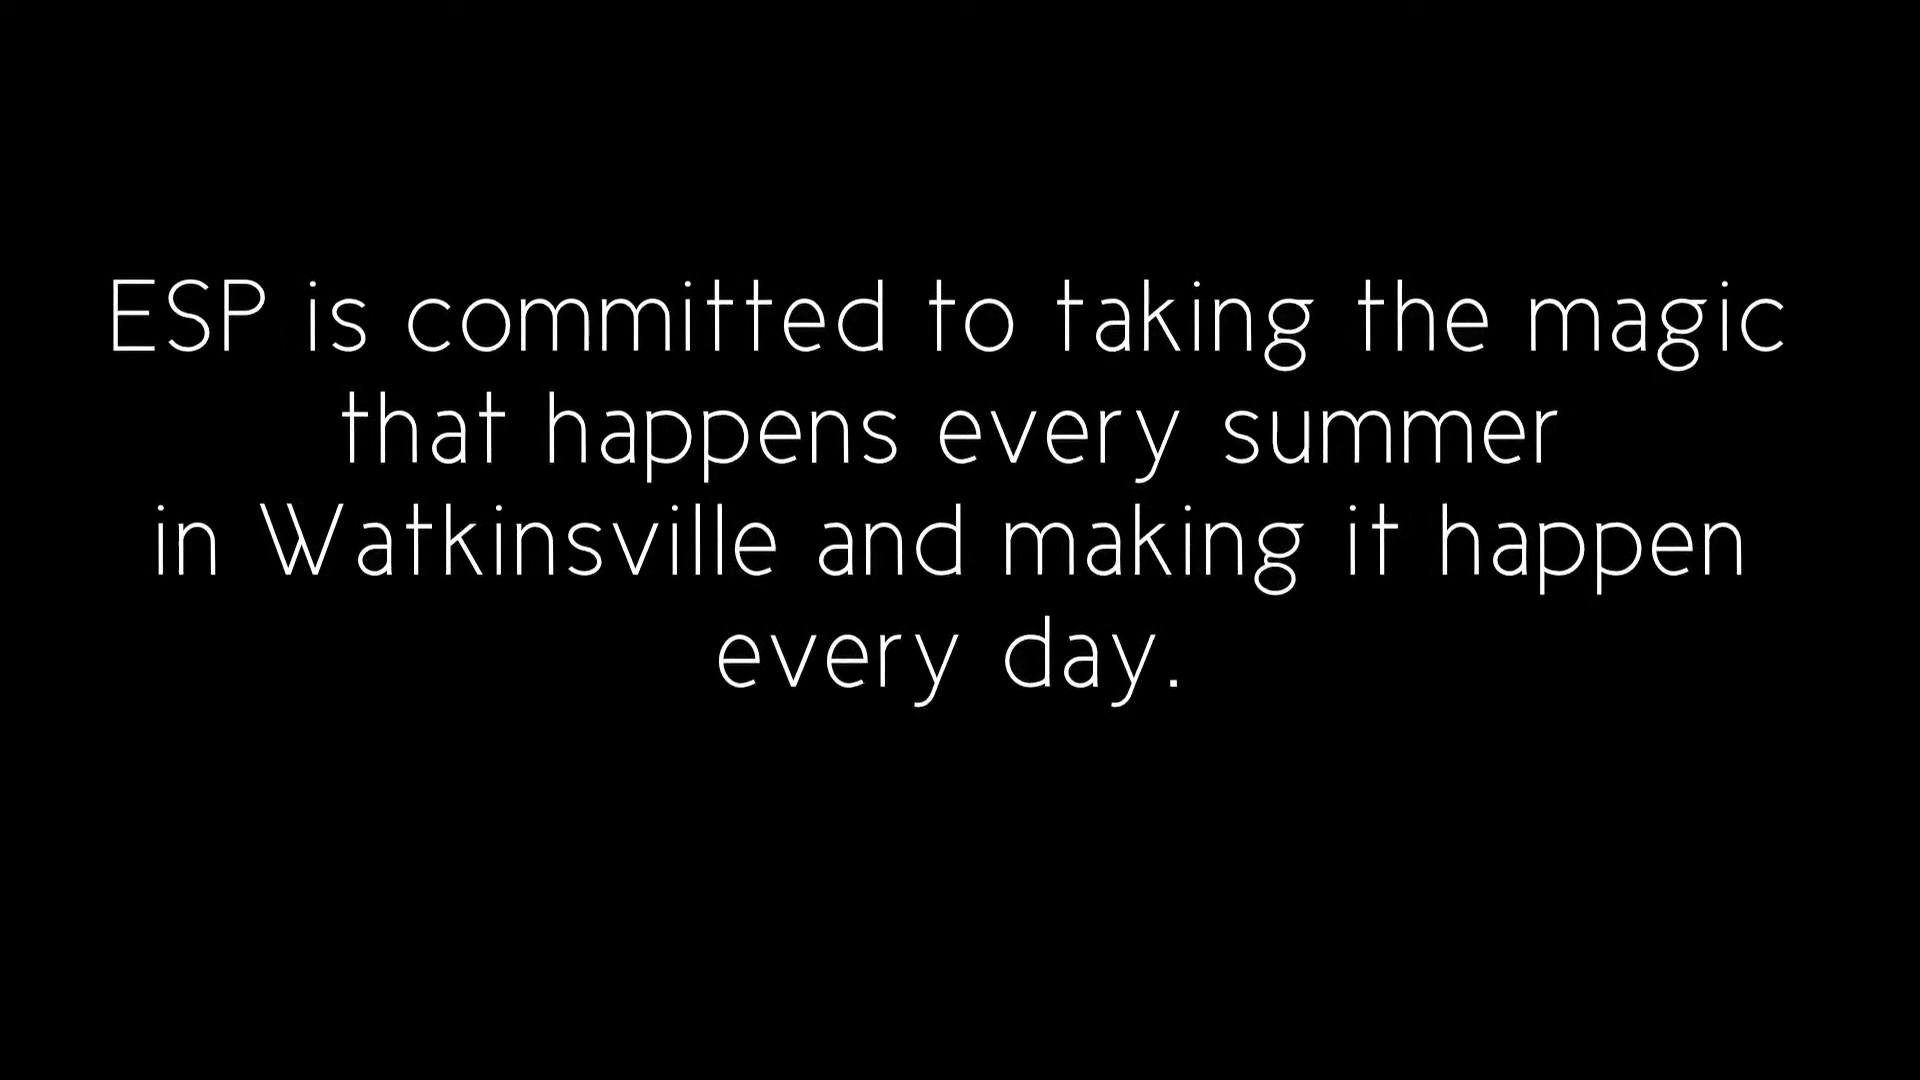 ESP is committed to taking the magic
that happens every summer
in Watkinsville and making it happen
every day.